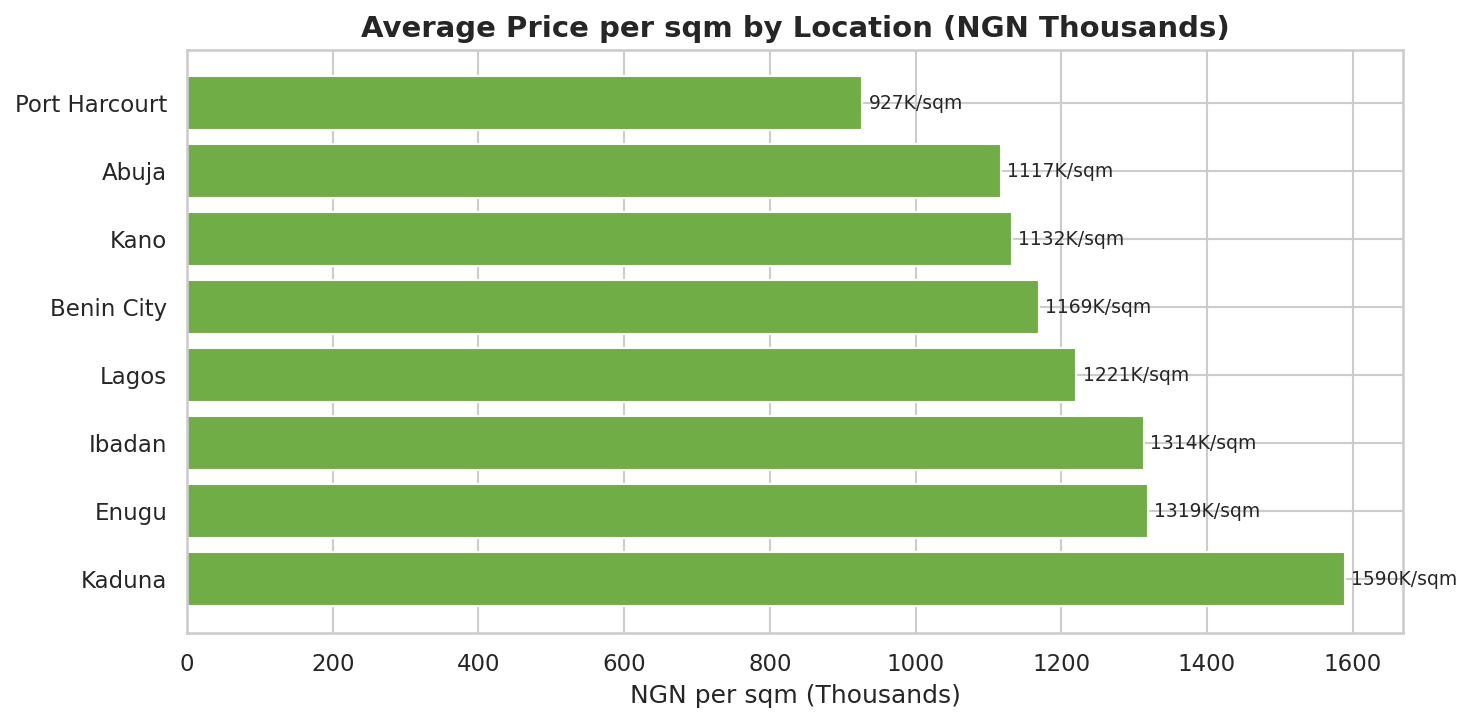 Average Price per sqm by Location (NGN Thousands)
Port Harcourt 927K/sqm
Abuja 1117K/sqm
Kano 1132K/sqm
Benin City 1169K/sqm
Lagos 1221K/sqm
Ibadan 1314K/sqm
Enugu 1319K/sqm
Kaduna 1590K/sqm
0 200 400 600 800 1000 1200 1400 1600
NGN per sqm (Thousands)